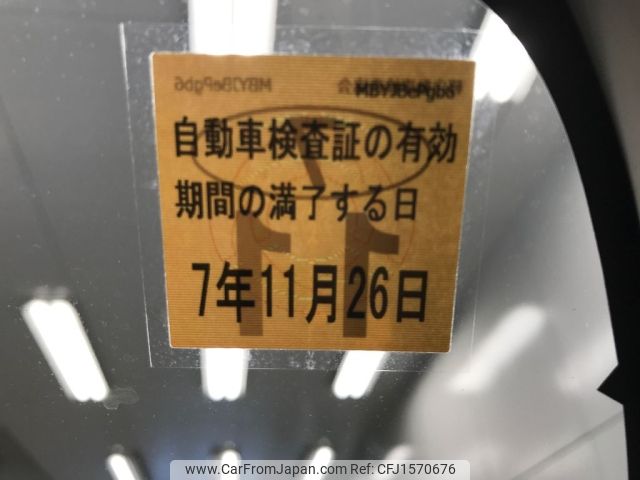 自動車検査証の有効
期間の満了する日
7年11月26日
www.CarFromJapan.com - CFJ1570676